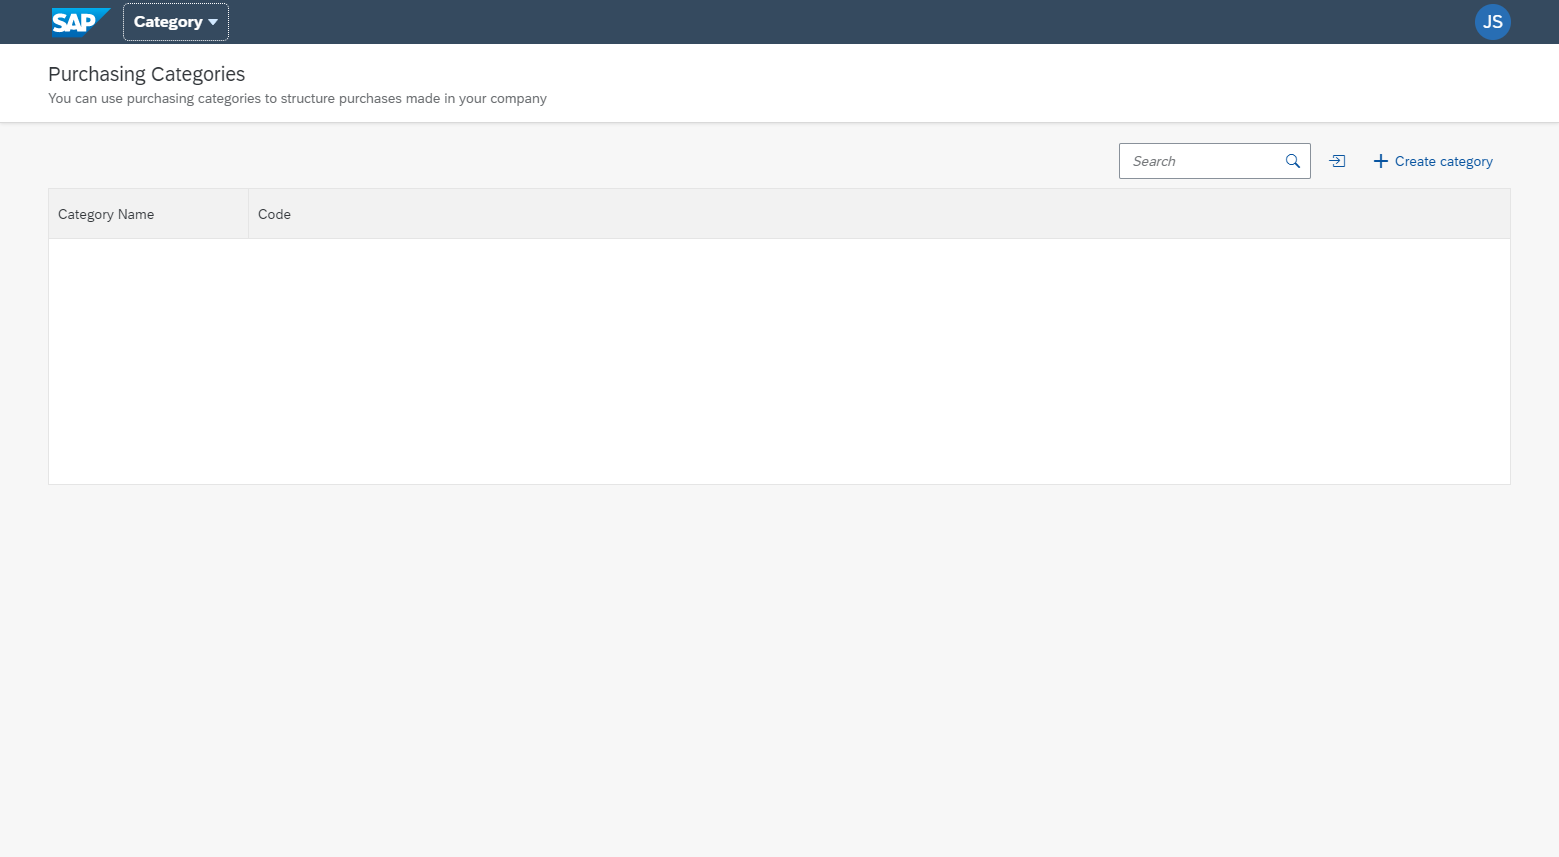 SAP Category JS
Purchasing Categories
You can use purchasing categories to structure purchases made in your company
Search Create category
Category Name Code